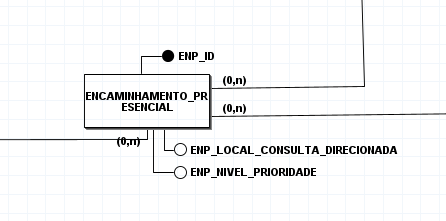 ENP_ID
(0,n)
ENCAMINHAMENTO_PR
ESENCIAL
(0,n)
(0,n)
ENP_LOCAL_CONSULTA_DIRECIONADA
ENP_NIVEL_PRIORIDADE